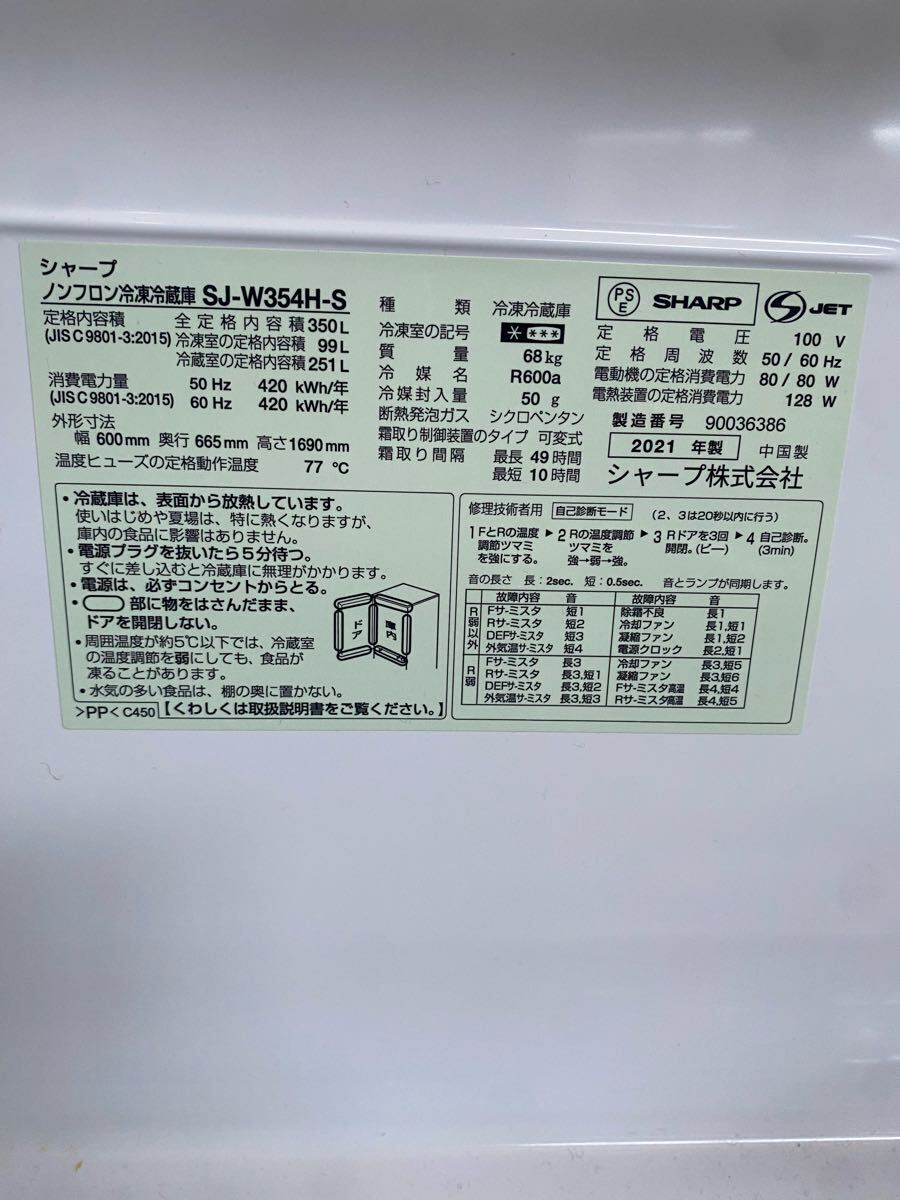 シャープ
ノンフロン冷凍冷蔵庫 SJ-W354H-S
定格内容積 全定格内容積 350 L
(JIS C 9801-3:2015) 冷凍室の定格内容積 99 L
冷蔵室の定格内容積 251 L
消費電力量 50 Hz 420 kWh/年
(JIS C 9801-3:2015) 60 Hz 420 kWh/年
外形寸法
幅 600mm 奥行 665mm 高さ1690mm
温度ヒューズの定格動作温度 77 ℃
種類 冷凍冷蔵庫
冷凍室の記号 * ***
質量 68kg
冷媒名 R600a
冷媒封入量 50 g
断熱発泡ガス シクロペンタン
霜取り制御装置のタイプ 可変式
霜取り間隔 最長 49時間
最短 10時間
PSE SHARP S JET
定格電圧 100 V
定格周波数 50 / 60 Hz
電動機の定格消費電力 80 / 80 W
電熱装置の定格消費電力 128 W
製造番号 90036386
2021 年製 中国製
シャープ株式会社
・冷蔵庫は、表面から放熱しています。
使いはじめや夏場は、特に熱くなりますが、
庫内の食品に影響はありません。
・電源プラグを抜いたら5分待つ。
すぐに差し込むと冷蔵庫に無理がかかります。
・電源は、必ずコンセントからとる。
・部に物をはさんだまま、
ドアを開閉しない。
・周囲温度が約5℃以下では、冷蔵室
の温度調節を弱にしても、食品が
凍ることがあります。
・水気の多い食品は、棚の奥に置かない。
ドア 庫内
>PP< C450 【くわしくは取扱説明書をご覧ください。】
修理技術者用 自己診断モード (2、3は20秒以内に行う)
1 FとRの温度調節ツマミを強にする。 ▶ 2 Rの温度調節ツマミを強→弱→強。 ▶ 3 Rドアを3回開閉。(ピー) ▶ 4 自己診断。(3min)
音の長さ 長:2sec. 短:0.5sec. 音とランプが同期します。
故障内容 音 故障内容 音
R弱以外 Fサーミスタ 短1 除霜不良 長1
Rサーミスタ 短2 冷却ファン 長1,短1
DEFサーミスタ 短3 凝縮ファン 長1,短2
外気温サーミスタ 短4 電源クロック 長2,短1
R弱 Fサーミスタ 長3 冷却ファン 長3,短5
Rサーミスタ 長3,短1 凝縮ファン 長3,短6
DEFサーミスタ 長3,短2 Fサーミスタ高温 長4,短4
外気温サーミスタ 長3,短3 Rサーミスタ高温 長4,短5